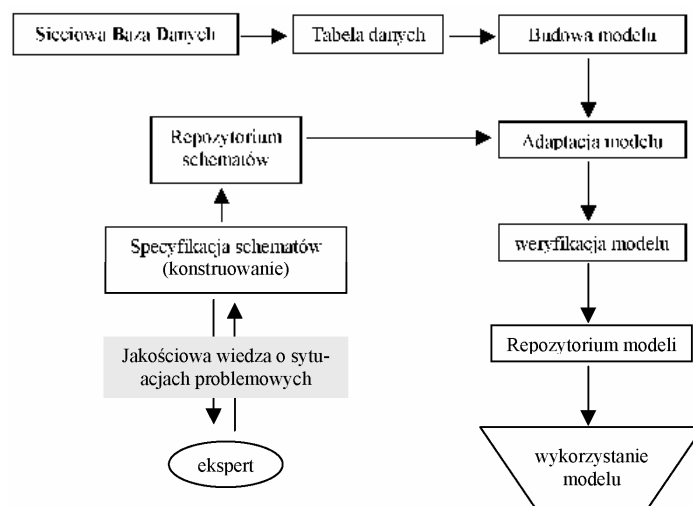 Sieciowa Baza Danych
Tabela danych
Budowa modelu
Repozytorium
schematów
Adaptacja modelu
Specyfikacja schematów
(konstruowanie)
weryfikacja modelu
Jakościowa wiedza o sytu-
acjach problemowych
Repozytorium modeli
ekspert
wykorzystanie
modelu